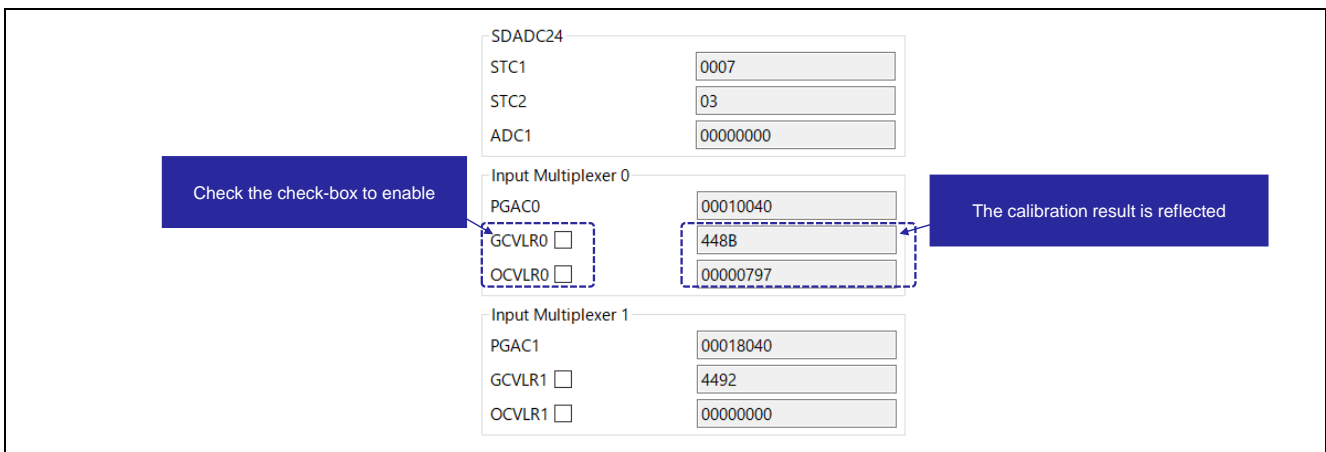 SDADC24
STC1 0007
STC2 03
ADC1 00000000
Check the check-box to enable
Input Multiplexer 0
PGAC0 00010040
The calibration result is reflected
GCVLR0 448B
OCVLR0 00000797
Input Multiplexer 1
PGAC1 00018040
GCVLR1 4492
OCVLR1 00000000